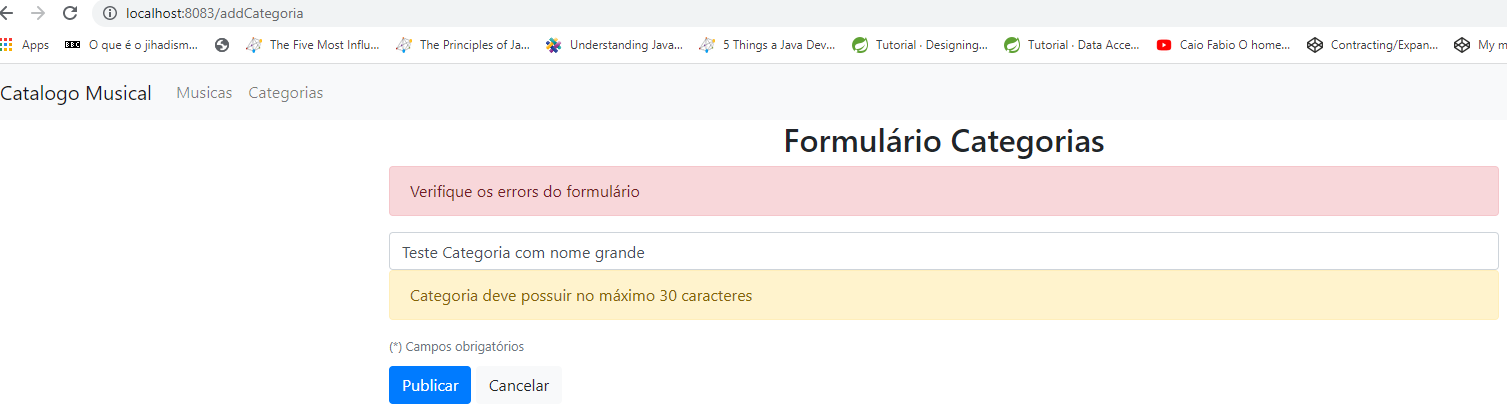 localhost:8083/addCategoria
Apps BBC O que é o jihadism... The Five Most Influ... The Principles of Ja... Understanding Java... 5 Things a Java Dev... Tutorial · Designing... Tutorial · Data Acce... Caio Fabio O home... Contracting/Expan... My m
Catalogo Musical Musicas Categorias
Formulário Categorias
Verifique os errors do formulário
Teste Categoria com nome grande
Categoria deve possuir no máximo 30 caracteres
(*) Campos obrigatórios
Publicar Cancelar